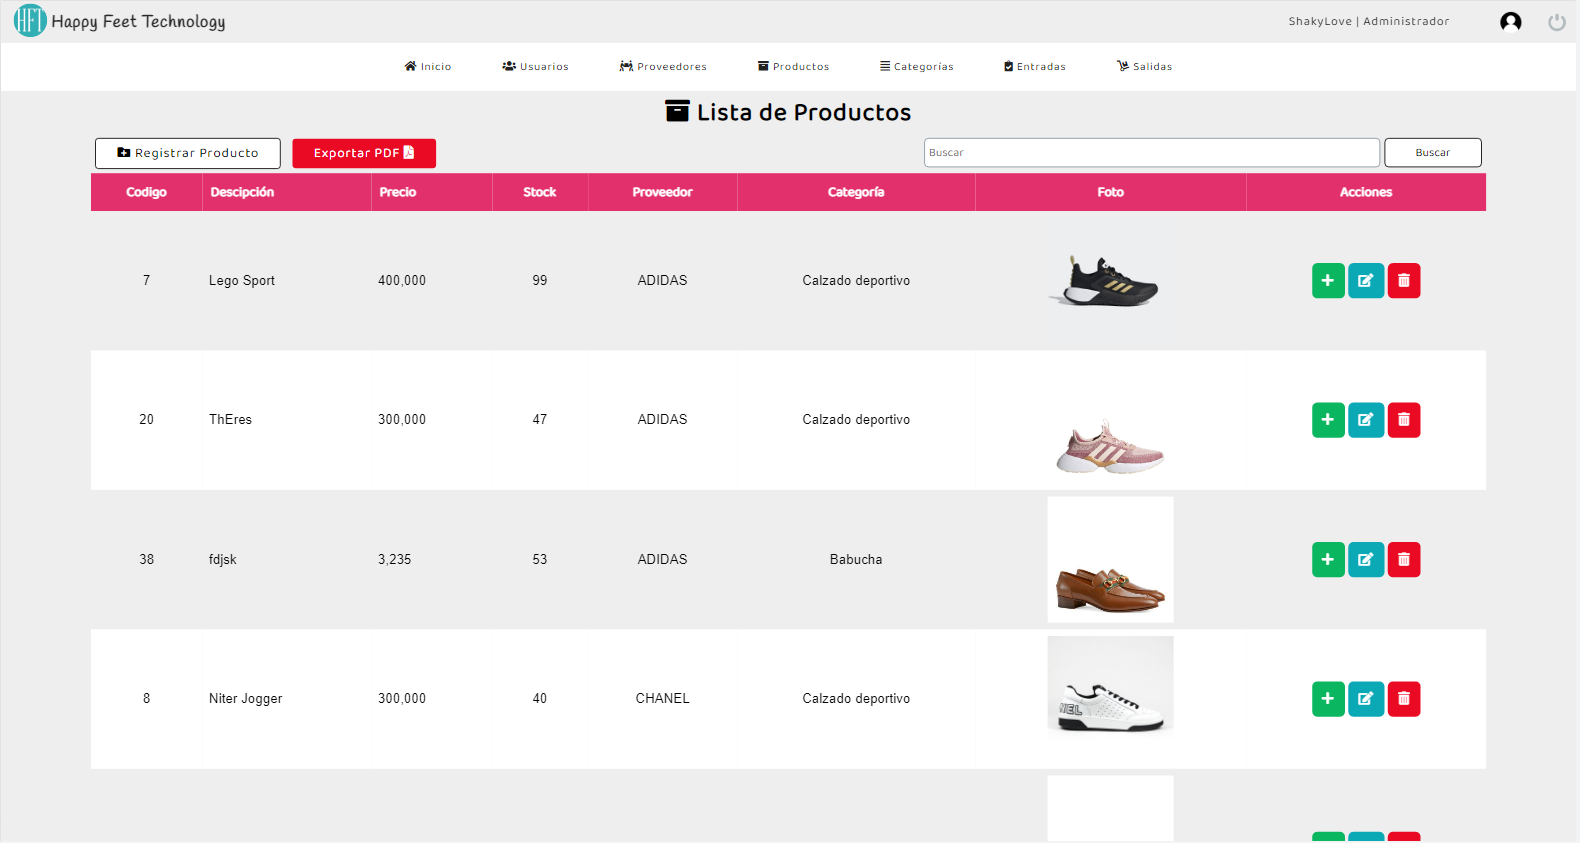 HFT Happy Feet Technology
ShakyLove | Administrador
Inicio Usuarios Proveedores Productos Categorías Entradas Salidas
Lista de Productos
Registrar Producto Exportar PDF Buscar Buscar
Codigo Descipción Precio Stock Proveedor Categoría Foto Acciones
7 Lego Sport 400,000 99 ADIDAS Calzado deportivo
20 ThEres 300,000 47 ADIDAS Calzado deportivo
38 fdjsk 3,235 53 ADIDAS Babucha
8 Niter Jogger 300,000 40 CHANEL Calzado deportivo
NEL